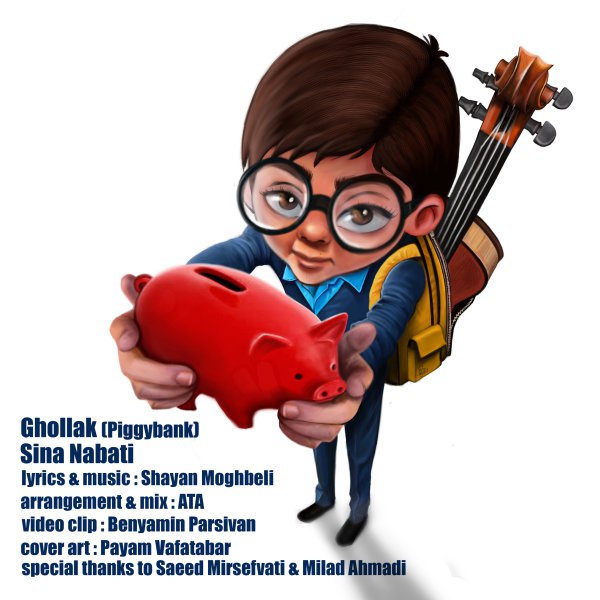 Ghollak (Piggybank)
Sina Nabati
lyrics & music : Shayan Moghbeli
arrangement & mix : ATA
video clip : Benyamin Parsivan
cover art : Payam Vafatabar
special thanks to Saeed Mirsefvati & Milad Ahmadi